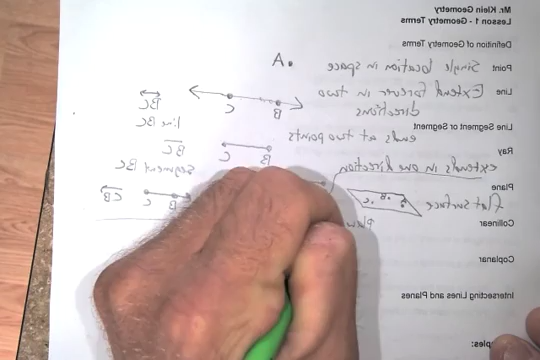 Mr. Klein Geometry
Lesson 1 - Geometry Terms
Definition of Geometry Terms
Point Single location in space A
Line Extend forever in two directions B C BC
line BC
Line Segment or Segment ends at two points B C BC
Ray extends in one direction segment BC
Plane flat surface B C CB
Collinear
Coplanar
Intersecting Lines and Planes